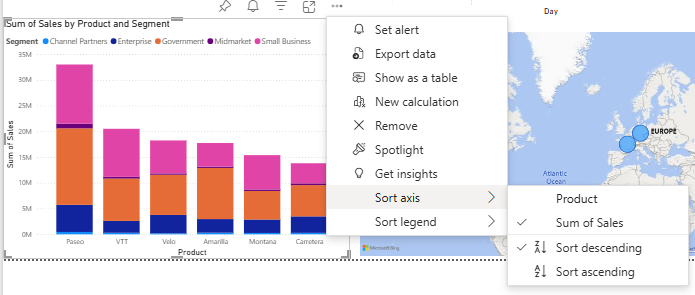 Day
Sum of Sales by Product and Segment
Segment Channel Partners Enterprise Government Midmarket Small Business
35M
30M
25M
20M
15M
10M
5M
0M
Sum of Sales
Paseo VTT Velo Amarilla Montana Carretera
Product
Set alert
Export data
Show as a table
New calculation
Remove
Spotlight
Get insights
Sort axis
Sort legend
Product
Sum of Sales
Sort descending
Sort ascending
EUROPE
Atlantic
Ocean
Microsoft Bing